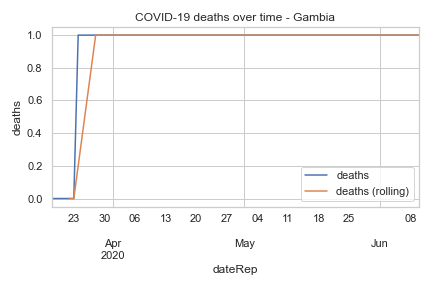 COVID-19 deaths over time - Gambia
1.0
0.8
0.6
0.4
0.2
0.0
deaths
deaths
deaths (rolling)
23 30 06 13 20 27 04 11 18 25 08
Apr May Jun
2020
dateRep